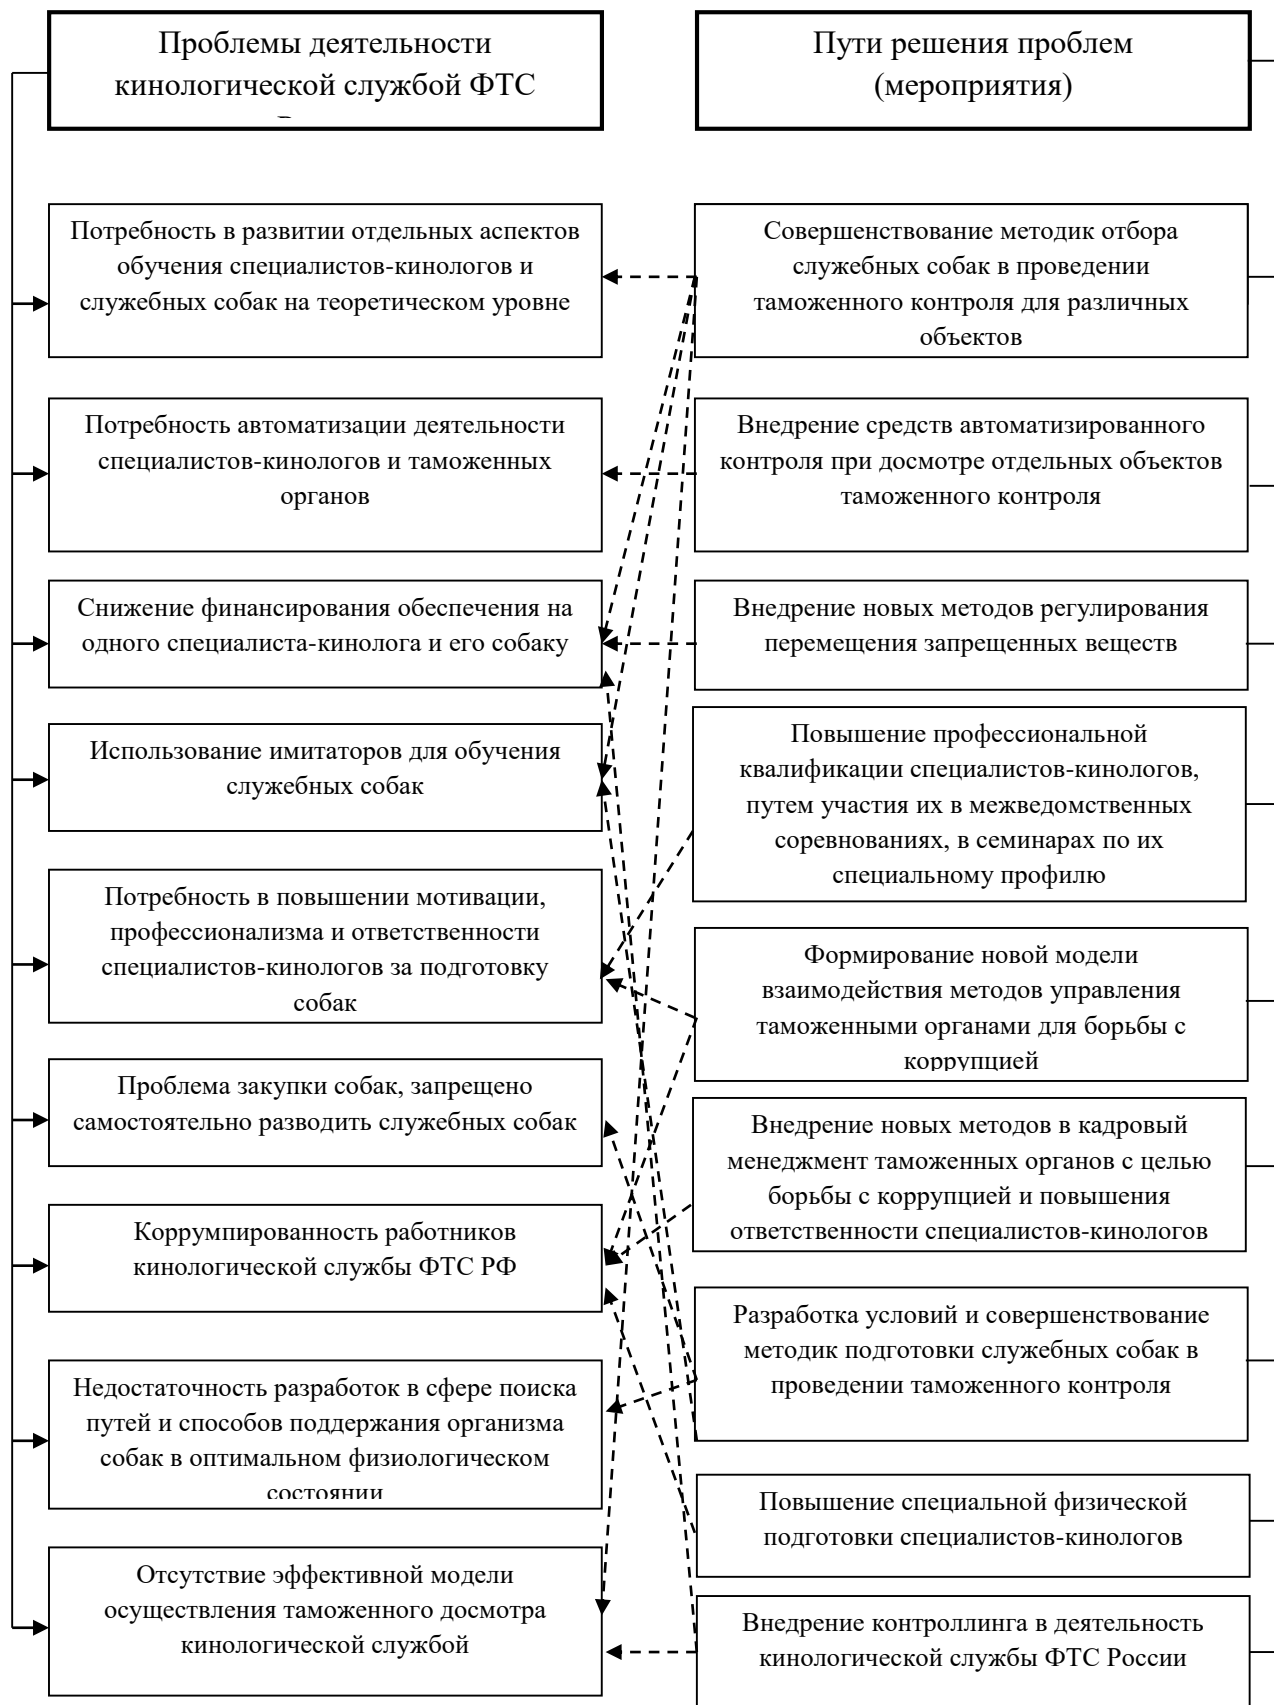 Проблемы деятельности
кинологической службой ФТС
Потребность в развитии отдельных аспектов
обучения специалистов-кинологов и
служебных собак на теоретическом уровне
Потребность автоматизации деятельности
специалистов-кинологов и таможенных
органов
Снижение финансирования обеспечения на
одного специалиста-кинолога и его собаку
Использование имитаторов для обучения
служебных собак
Потребность в повышении мотивации,
профессионализма и ответственности
специалистов-кинологов за подготовку
собак
Проблема закупки собак, запрещено
самостоятельно разводить служебных собак
Коррумпированность работников
кинологической службы ФТС РФ
Недостаточность разработок в сфере поиска
путей и способов поддержания организма
собак в оптимальном физиологическом
состоянии
Отсутствие эффективной модели
осуществления таможенного досмотра
кинологической службой
Пути решения проблем
(мероприятия)
Совершенствование методик отбора
служебных собак в проведении
таможенного контроля для различных
объектов
Внедрение средств автоматизированного
контроля при досмотре отдельных объектов
таможенного контроля
Внедрение новых методов регулирования
перемещения запрещенных веществ
Повышение профессиональной
квалификации специалистов-кинологов,
путем участия их в межведомственных
соревнованиях, в семинарах по их
специальному профилю
Формирование новой модели
взаимодействия методов управления
таможенными органами для борьбы с
коррупцией
Внедрение новых методов в кадровый
менеджмент таможенных органов с целью
борьбы с коррупцией и повышения
ответственности специалистов-кинологов
Разработка условий и совершенствование
методик подготовки служебных собак в
проведении таможенного контроля
Повышение специальной физической
подготовки специалистов-кинологов
Внедрение контроллинга в деятельность
кинологической службы ФТС России